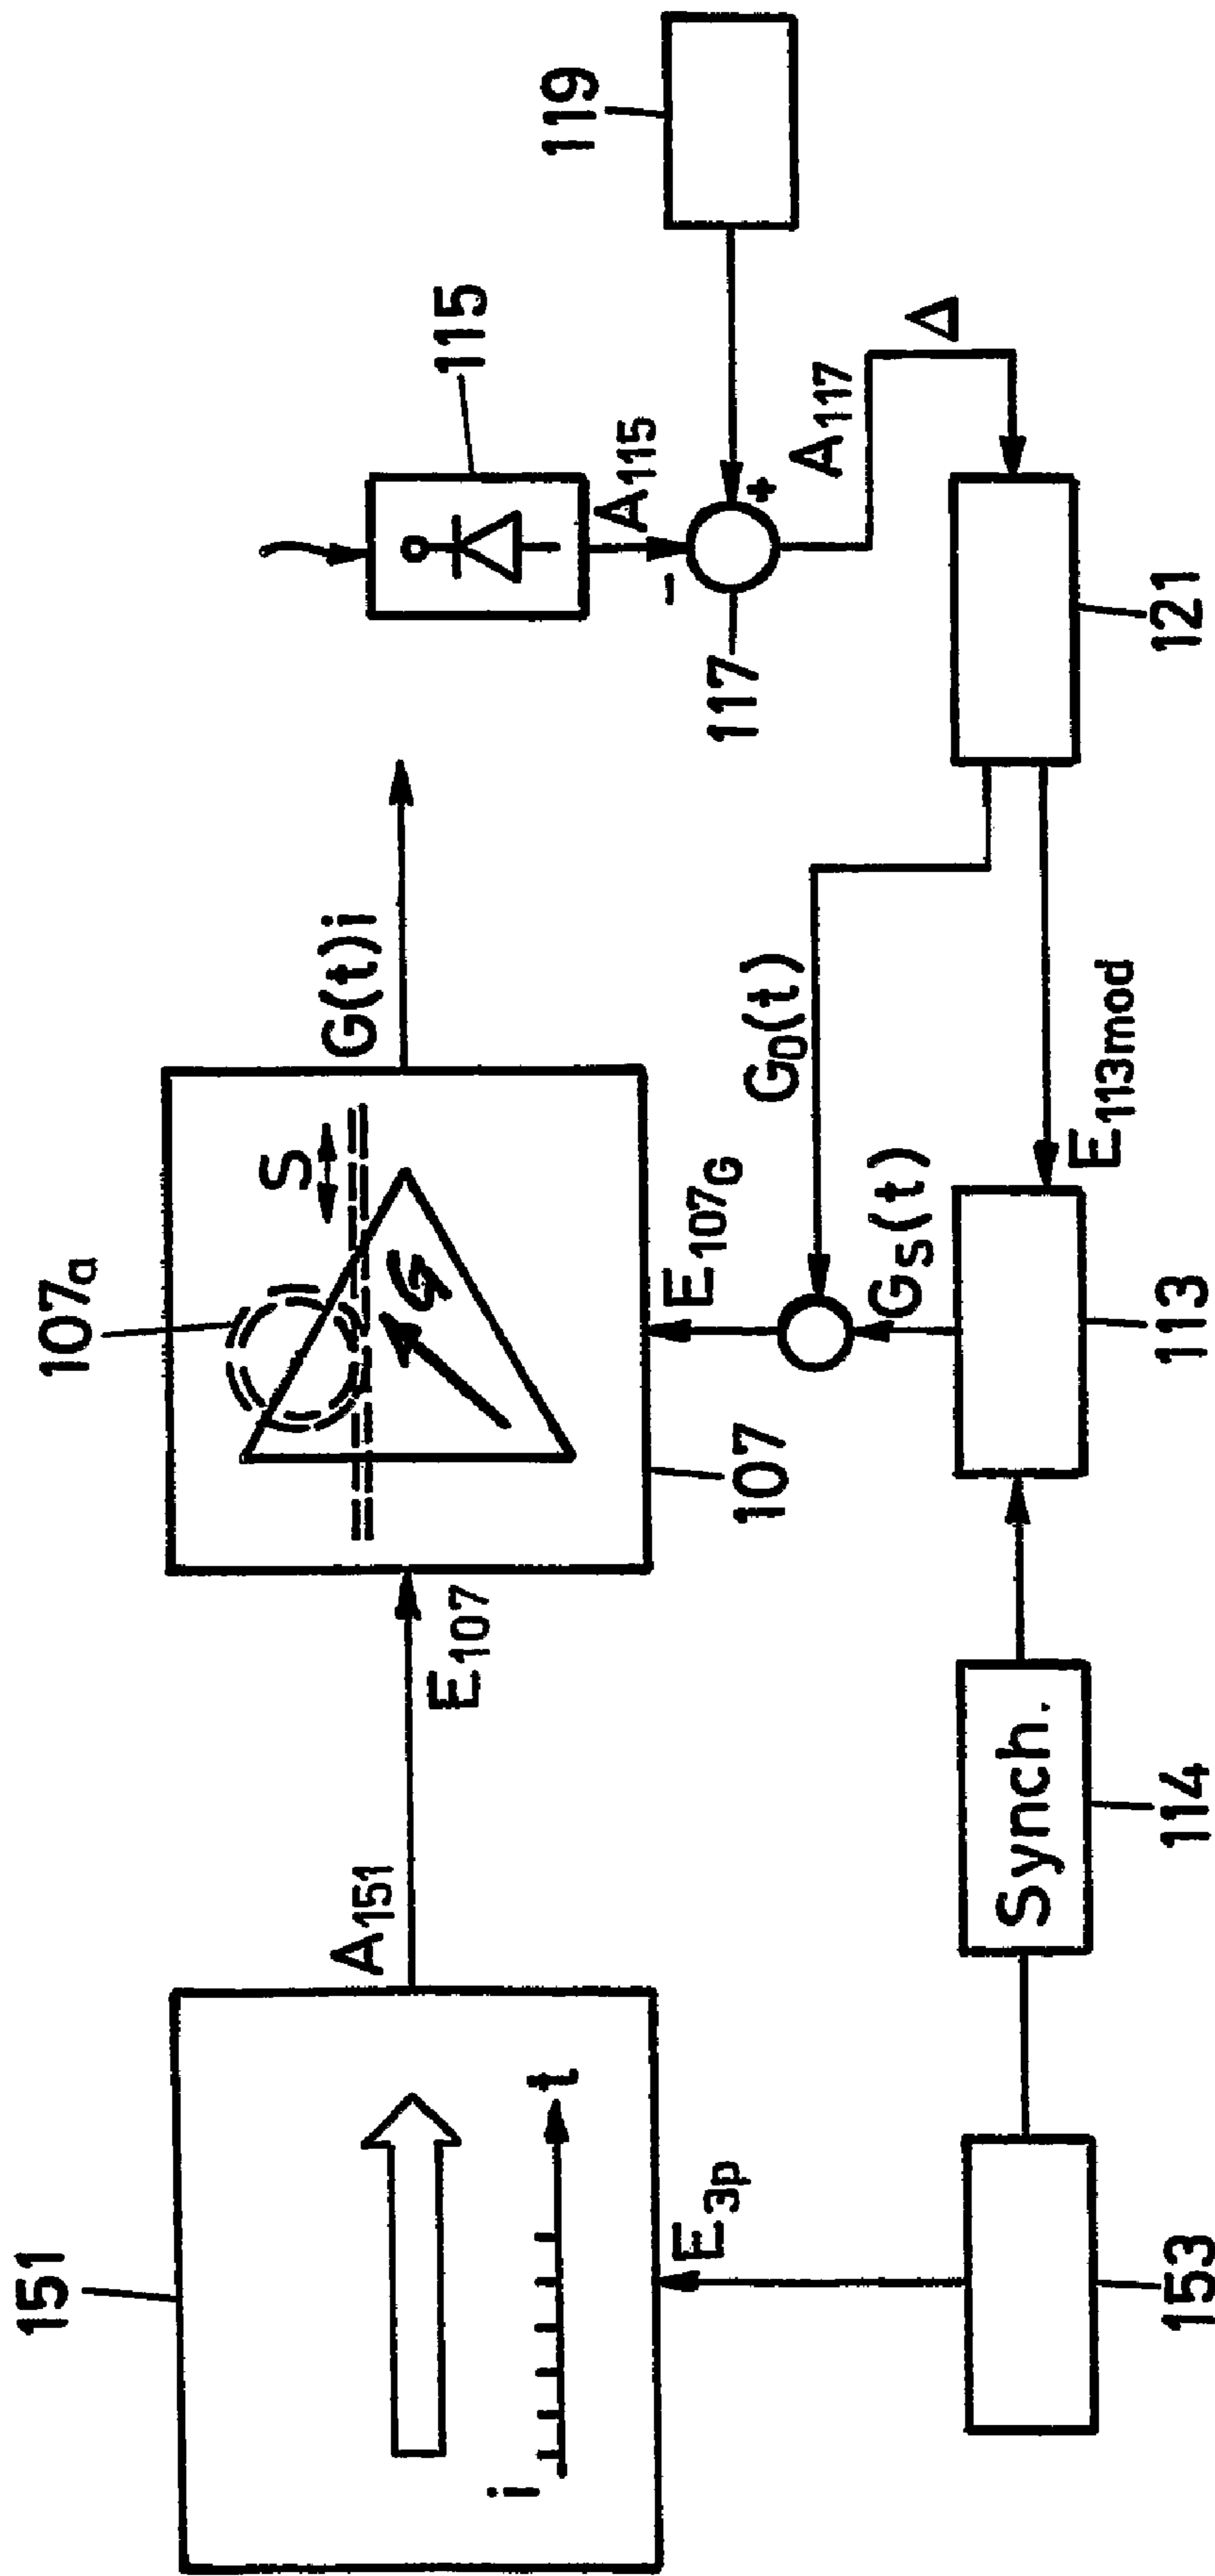 151
i
t
A151
E3p
153
Synch.
114
E107
107a
S
G
107
G(t)i
E107G
GS(t)
113
G0(t)
E113mod
115
A115
-
+
117
119
A117
Δ
121